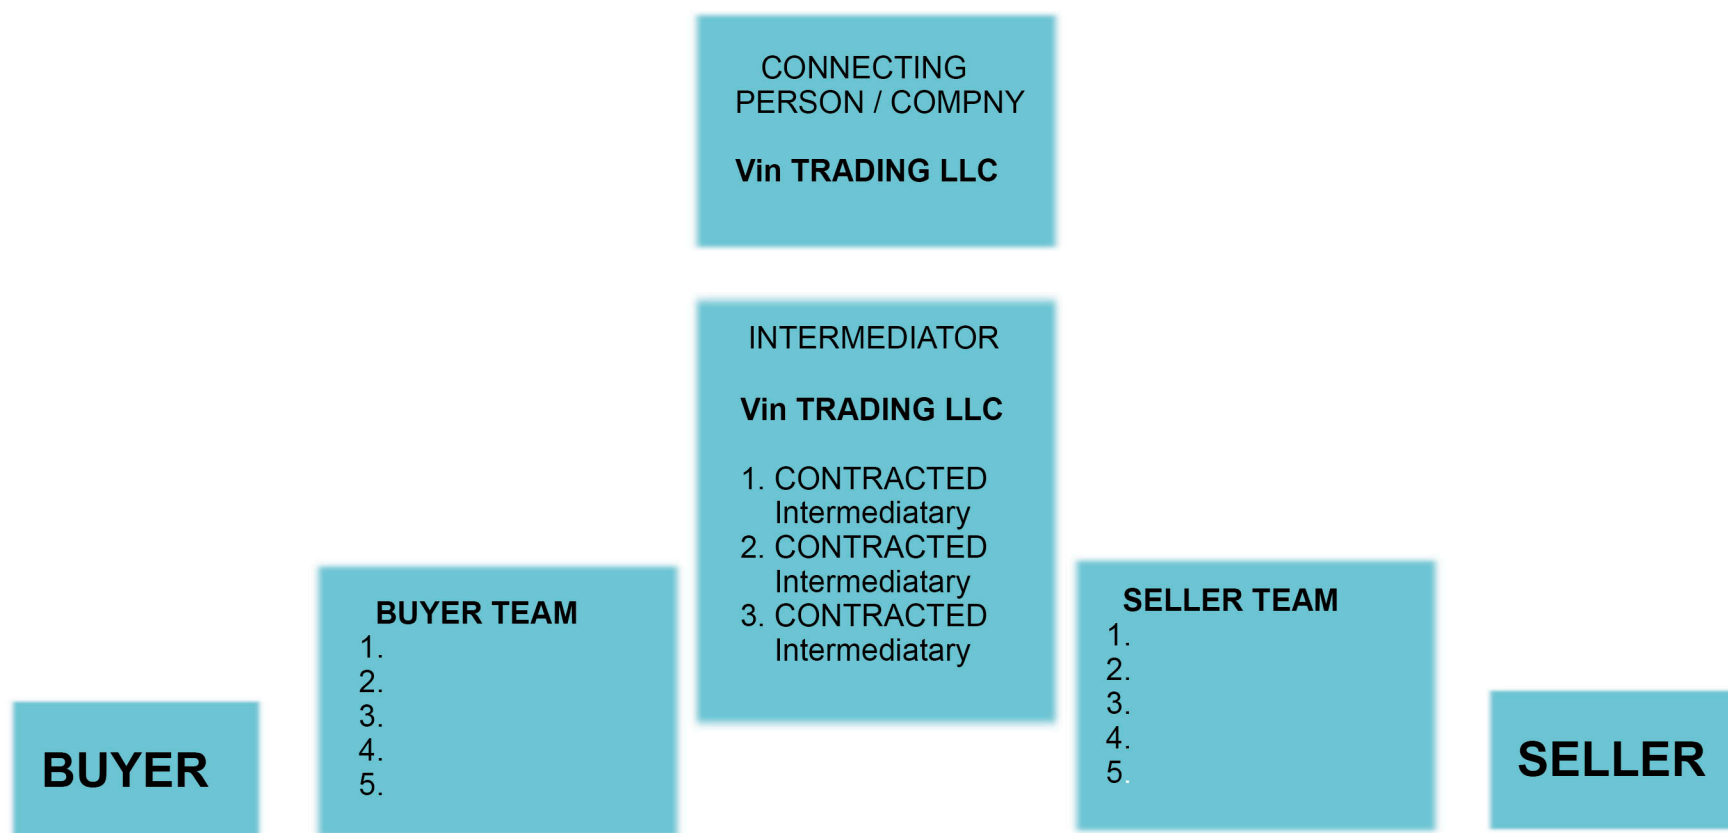 CONNECTING
PERSON / COMPNY
Vin TRADING LLC
INTERMEDIATOR
Vin TRADING LLC
1. CONTRACTED
Intermediatary
2. CONTRACTED
Intermediatary
3. CONTRACTED
Intermediatary
BUYER TEAM
1.
2.
3.
4.
5.
SELLER TEAM
1.
2.
3.
4.
5.
BUYER
SELLER